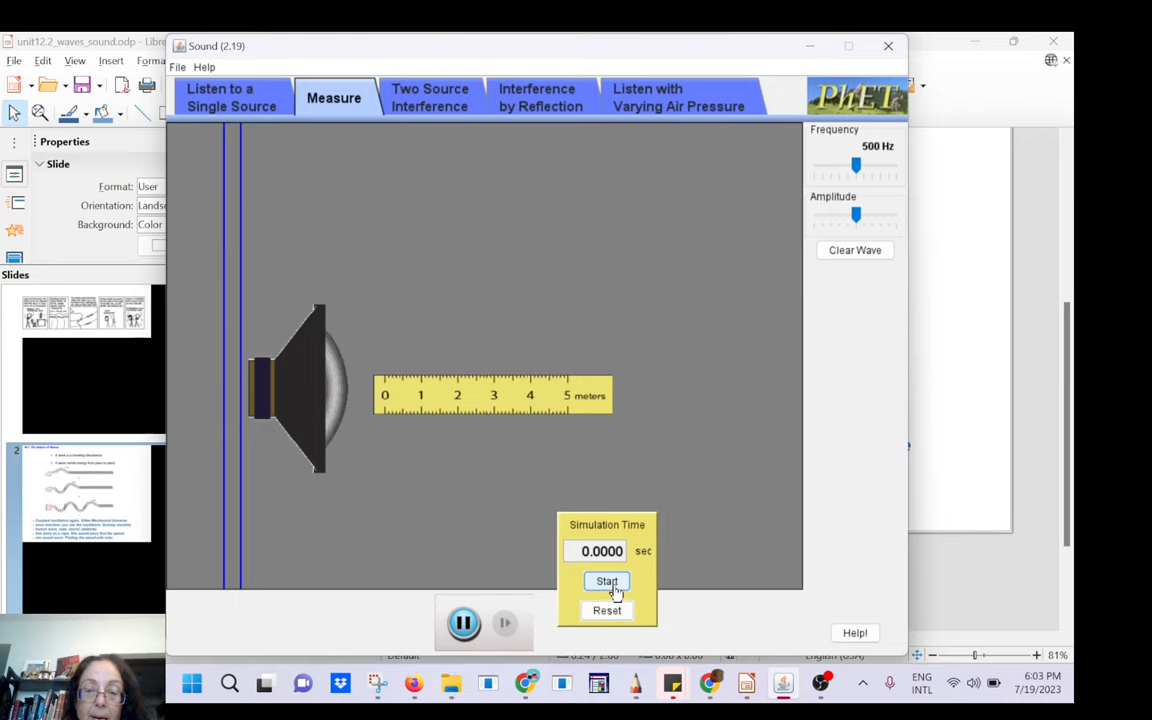 unit12.2_waves_sound.odp - Libre
File Edit View Insert Forma
Properties
Slide
Format: User
Orientation: Landsc
Background: Color
Slides
2
Sound (2.19)
File Help
Listen to a
Single Source
Measure
Two Source
Interference
Interference
by Reflection
Listen with
Varying Air Pressure
PhET
Frequency
500 Hz
Amplitude
Clear Wave
0 1 2 3 4 5 meters
Simulation Time
0.0000 sec
Start
Reset
Help!
Default
English (USA)
81%
ENG
INTL
6:03 PM
7/19/2023